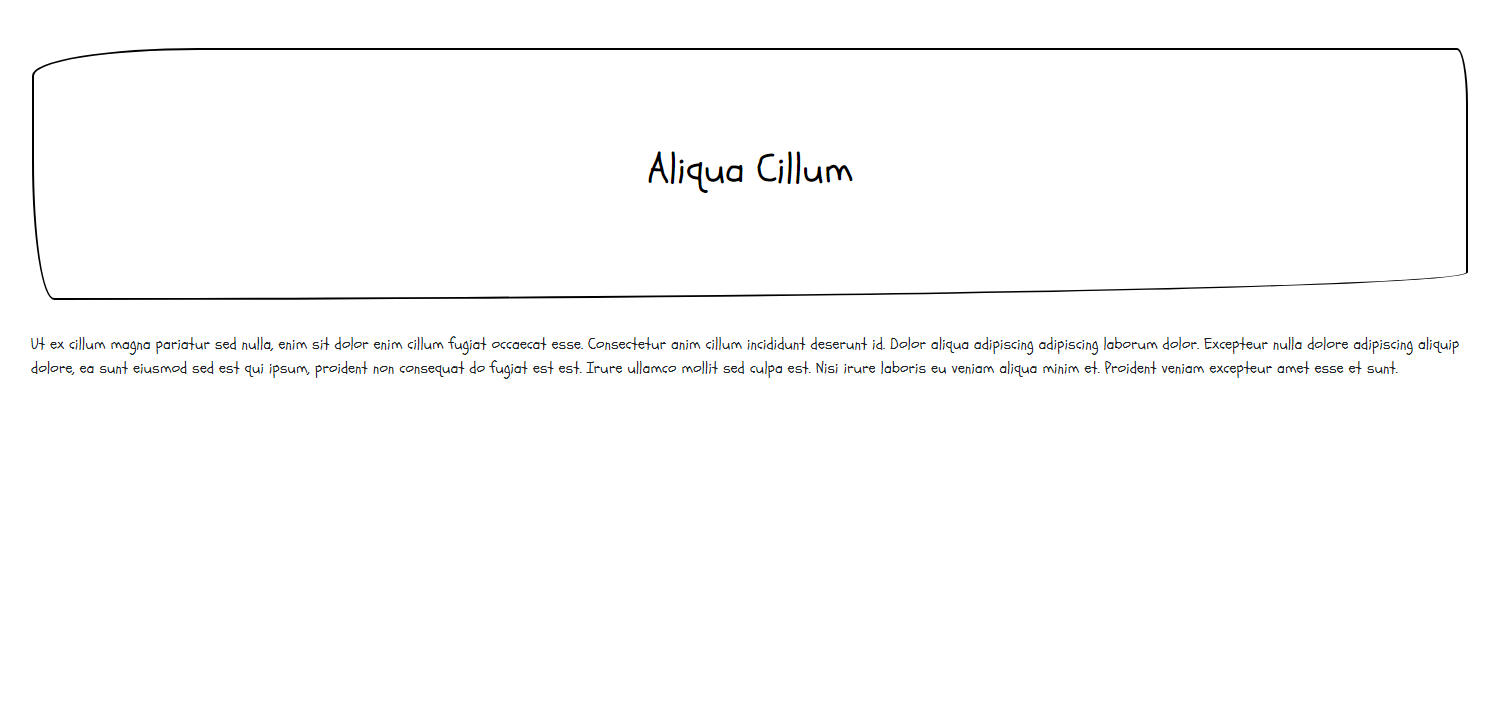 Aliqua Cillum
Ut ex cillum magna pariatur sed nulla, enim sit dolor enim cillum fugiat occaecat esse. Consectetur anim cillum incididunt deserunt id. Dolor aliqua adipiscing adipiscing laborum dolor. Excepteur nulla dolore adipiscing aliquip
dolore, ea sunt eiusmod sed est qui ipsum, proident non consequat do fugiat est est. Irure ullamco mollit sed culpa est. Nisi irure laboris eu veniam aliqua minim et. Proident veniam excepteur amet esse et sunt.